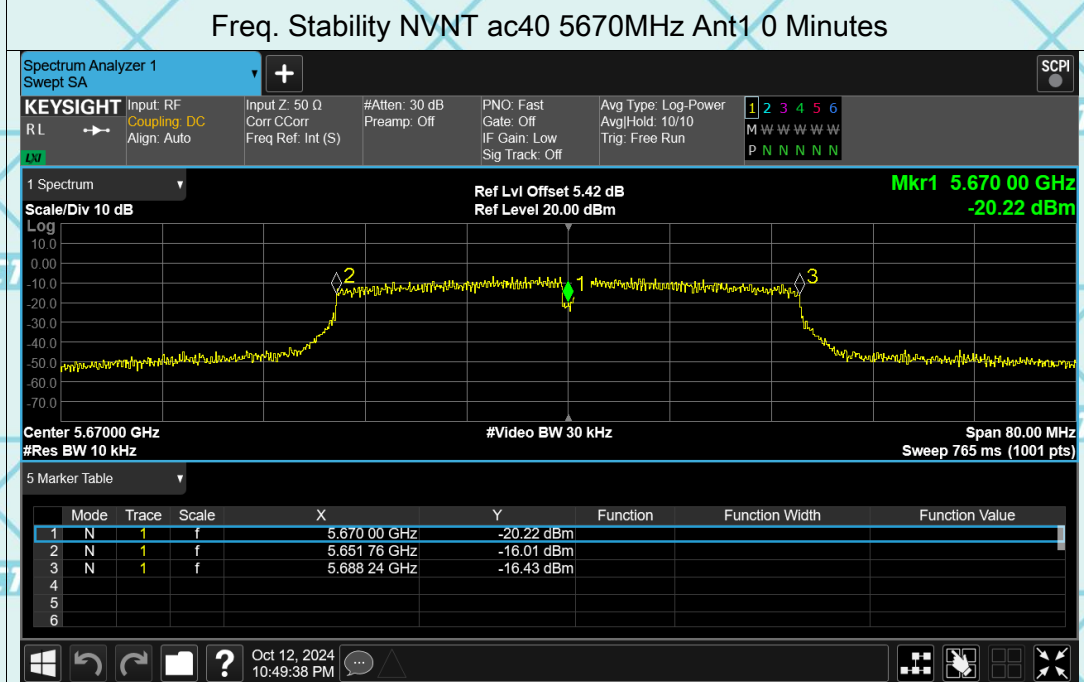 Freq. Stability NVNT ac40 5670MHz Ant1 0 Minutes
Spectrum Analyzer 1
Swept SA
+
SCPI
KEYSIGHT
RL
LXI
Input: RF
Coupling: DC
Align: Auto
Input Z: 50 Ω
Corr CCorr
Freq Ref: Int (S)
#Atten: 30 dB
Preamp: Off
PNO: Fast
Gate: Off
IF Gain: Low
Sig Track: Off
Avg Type: Log-Power
Avg|Hold: 10/10
Trig: Free Run
1 2 3 4 5 6
M W W W W W
P N N N N N
1 Spectrum
Scale/Div 10 dB
Ref Lvl Offset 5.42 dB
Ref Level 20.00 dBm
Mkr1 5.670 00 GHz
-20.22 dBm
Log
10.0
0.00
-10.0
-20.0
-30.0
-40.0
-50.0
-60.0
-70.0
2
1
3
Center 5.67000 GHz
#Video BW 30 kHz
Span 80.00 MHz
#Res BW 10 kHz
Sweep 765 ms (1001 pts)
5 Marker Table
Mode Trace Scale X Y Function Function Width Function Value
1 N 1 f 5.670 00 GHz -20.22 dBm
2 N 1 f 5.651 76 GHz -16.01 dBm
3 N 1 f 5.688 24 GHz -16.43 dBm
4
5
6
?
Oct 12, 2024
10:49:38 PM